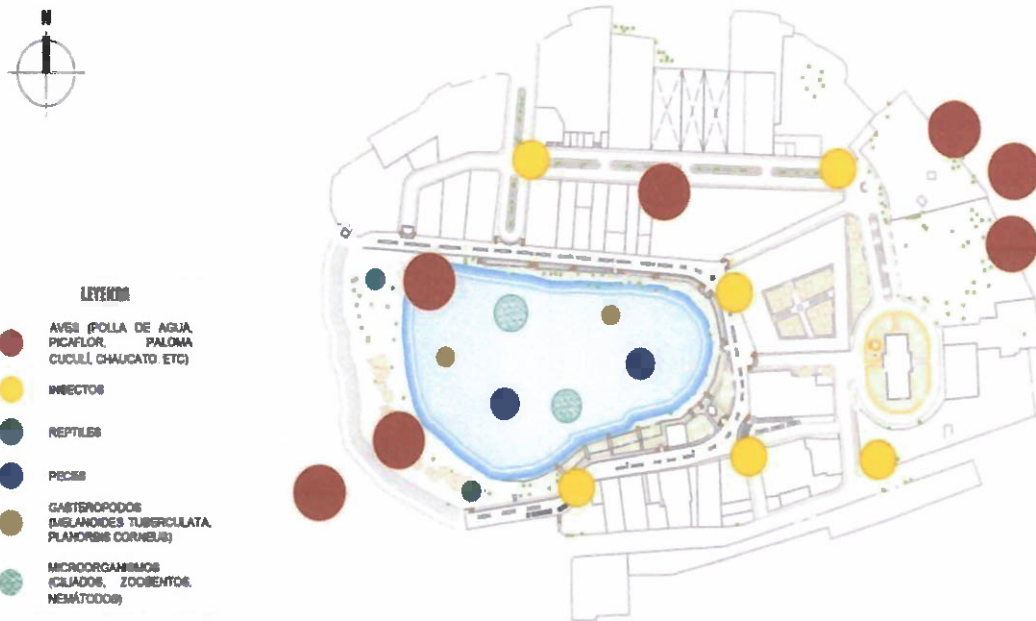 N
LEYENDA
AVES (POLLA DE AGUA,
PICAFLOR, PALOMA
CUCULÍ, CHAUCATO ETC)
INSECTOS
REPTILES
PECES
GASTEROPODOS
(MELANOIDES TUBERCULATA,
PLANORBIS CORNEUS)
MICROORGANISMOS
(CILIADOS, ZOOBENTOS,
NEMÁTODOS)